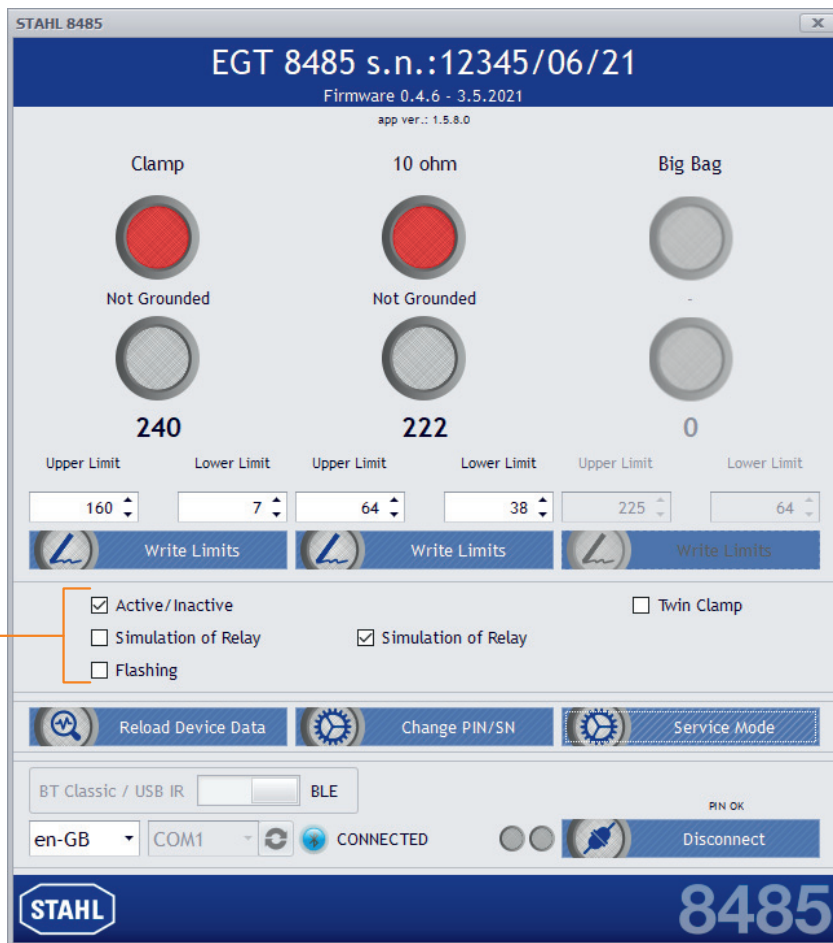 STAHL 8485
EGT 8485 s.n.:12345/06/21
Firmware 0.4.6 - 3.5.2021
app ver.: 1.5.8.0
Clamp 10 ohm Big Bag
Not Grounded Not Grounded -
240 222 0
Upper Limit Lower Limit Upper Limit Lower Limit Upper Limit Lower Limit
160 7 64 38 225 64
Write Limits Write Limits Write Limits
Active/Inactive Twin Clamp
Simulation of Relay Simulation of Relay
Flashing
Reload Device Data Change PIN/SN Service Mode
BT Classic / USB IR BLE
PIN OK
en-GB COM1 CONNECTED Disconnect
STAHL 8485